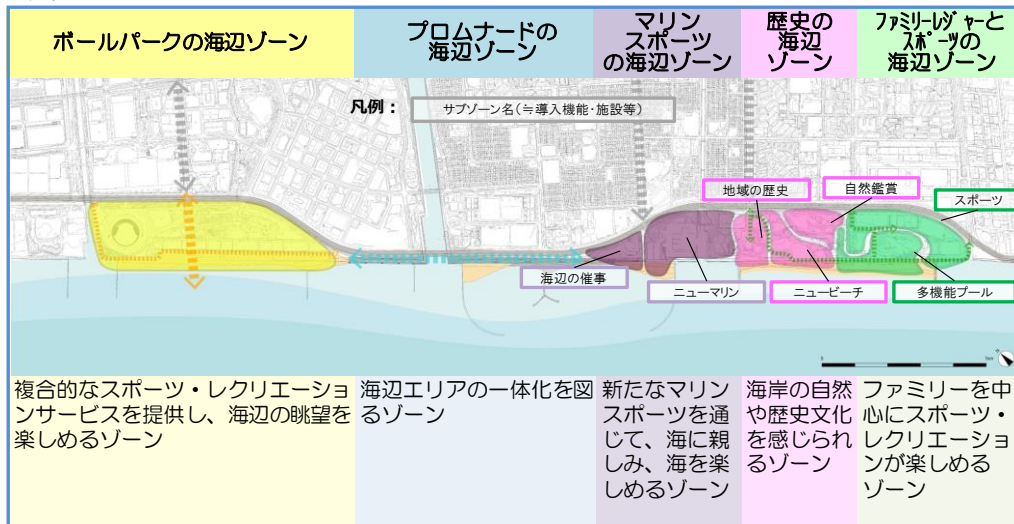 ボールパークの海辺ゾーン
プロムナードの
海辺ゾーン
マリン
スポーツ
の海辺ゾーン
歴史の
海辺
ゾーン
ﾌｧﾐﾘｰﾚｼﾞｬｰと
ｽﾎﾟｰﾂの
海辺ゾーン
凡例：
サブゾーン名(≒導入機能･施設等)
地域の歴史
自然鑑賞
スポーツ
海辺の催事
ニューマリン
ニュービーチ
多機能プール
複合的なスポーツ・レクリエーショ
ンサービスを提供し、海辺の眺望を
楽しめるゾーン
海辺エリアの一体化を図
るゾーン
新たなマリン
スポーツを通
じて、海に親
しみ、海を楽
しめるゾーン
海岸の自然
や歴史文化
を感じられ
るゾーン
ファミリーを中
心にスポーツ・
レクリエーショ
ンが楽しめる
ゾーン